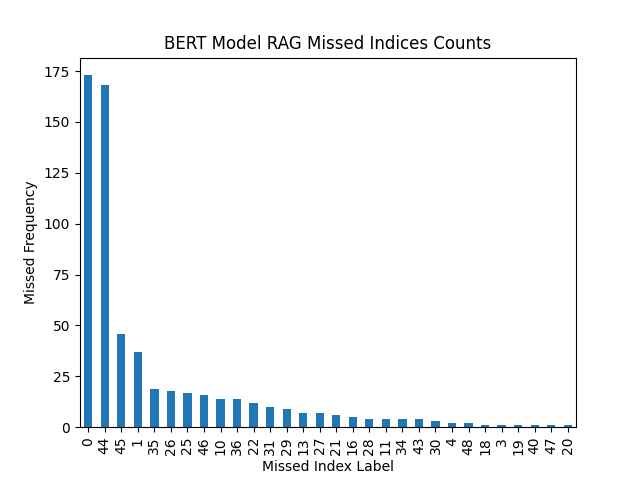 BERT Model RAG Missed Indices Counts
175
150
125
100
75
50
25
0
Missed Frequency
0 44 45 1 35 26 25 46 10 36 22 31 29 13 27 21 16 28 11 34 43 30 4 48 18 3 19 40 47 20
Missed Index Label